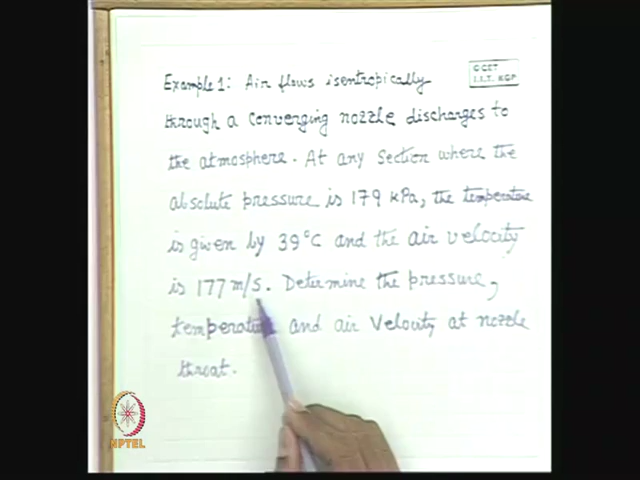 Example 1: Air flows isentropically
through a converging nozzle discharges to
the atmosphere. At any section where the
absolute pressure is 179 kPa, the temperature
is given by 39°C and the air velocity
is 177 m/s. Determine the pressure,
temperature and air velocity at nozzle
throat.
© CET
I.I.T. KGP
NPTEL